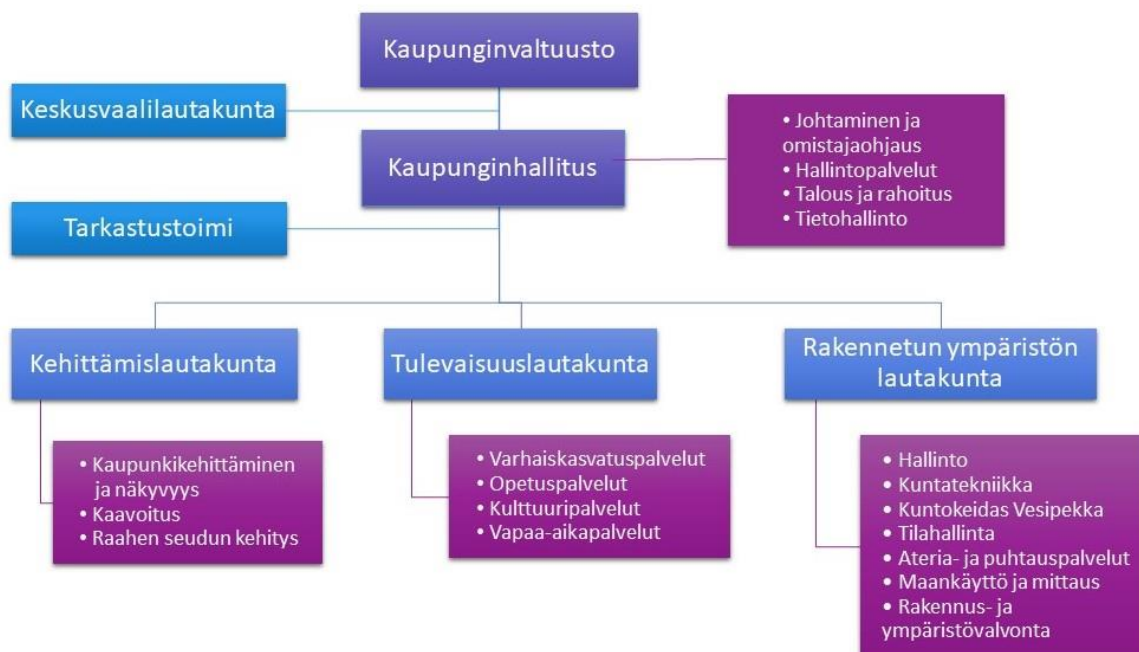 Kaupunginvaltuusto
Keskusvaalilautakunta
Kaupunginhallitus
• Johtaminen ja
omistajaohjaus
• Hallintopalvelut
• Talous ja rahoitus
• Tietohallinto
Tarkastustoimi
Kehittämislautakunta
• Kaupunkikehittäminen
ja näkyvyys
• Kaavoitus
• Raahen seudun kehitys
Tulevaisuuslautakunta
• Varhaiskasvatuspalvelut
• Opetuspalvelut
• Kulttuuripalvelut
• Vapaa-aikapalvelut
Rakennetun ympäristön
lautakunta
• Hallinto
• Kuntatekniikka
• Kuntokeidas Vesipekka
• Tilahallinta
• Ateria- ja puhtauspalvelut
• Maankäyttö ja mittaus
• Rakennus- ja
ympäristövalvonta